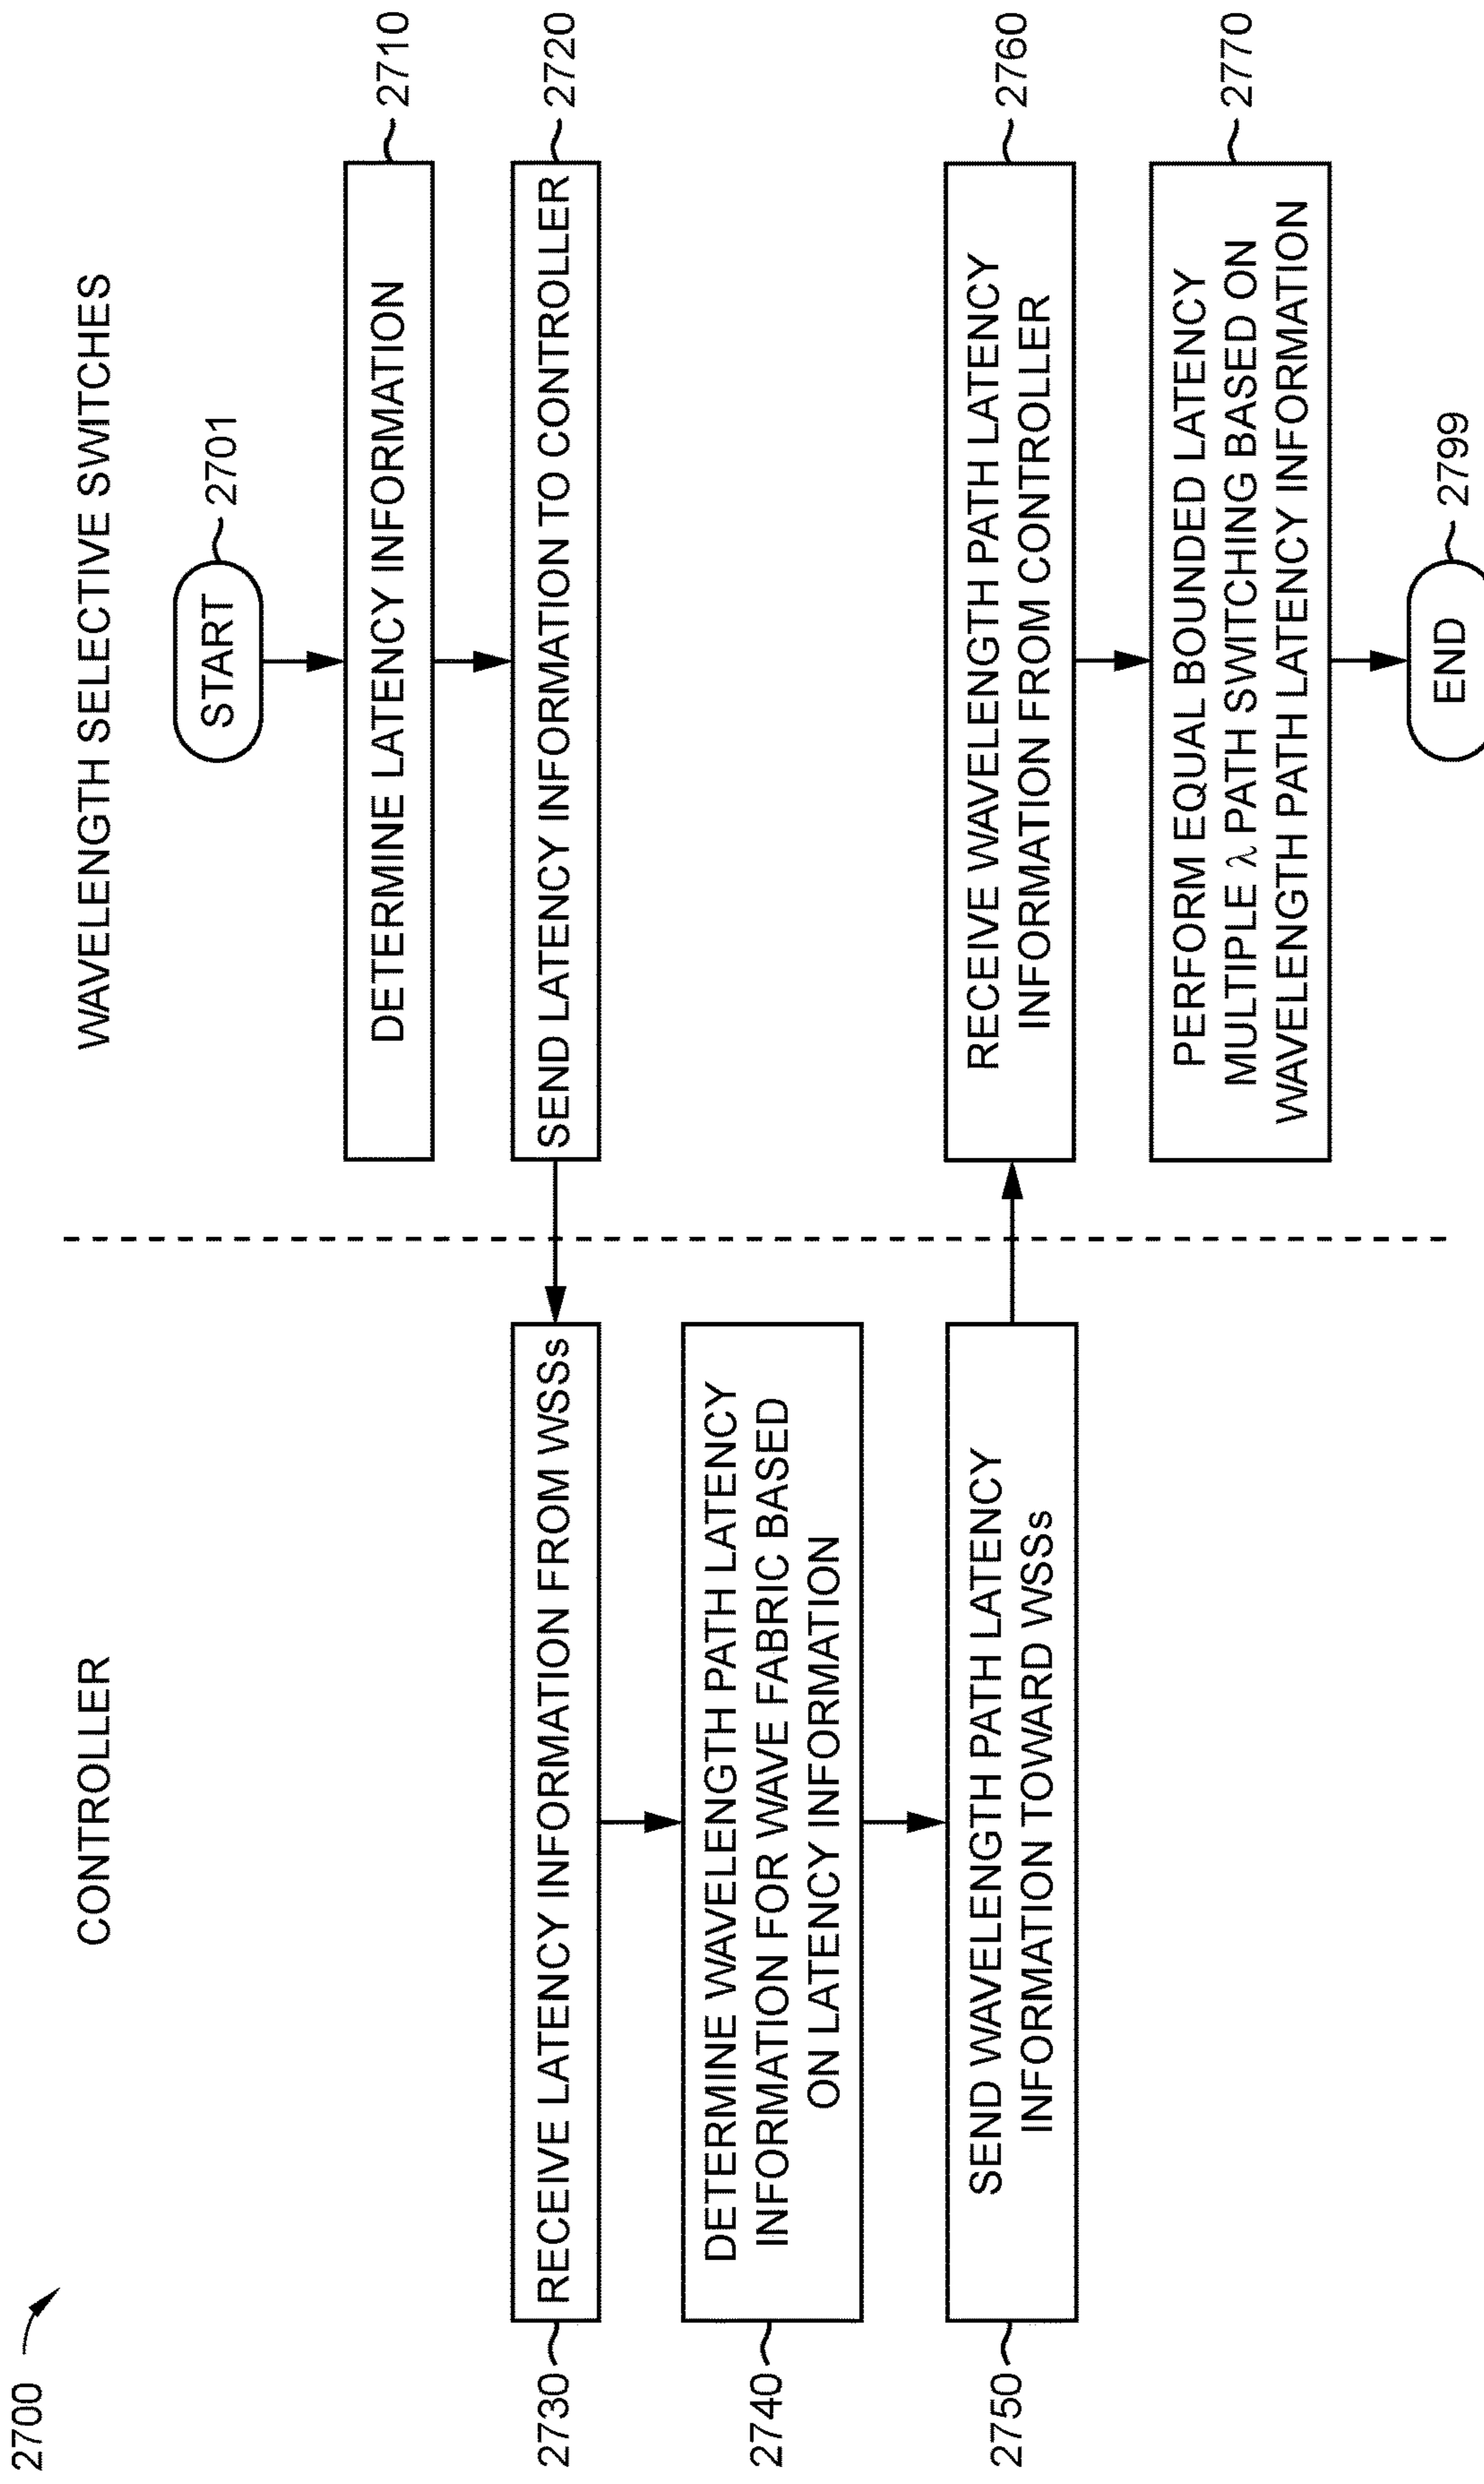 2700
CONTROLLER
WAVELENGTH SELECTIVE SWITCHES
START
2701
DETERMINE LATENCY INFORMATION
2710
SEND LATENCY INFORMATION TO CONTROLLER
2720
2730
RECEIVE LATENCY INFORMATION FROM WSSs
2740
DETERMINE WAVELENGTH PATH LATENCY
INFORMATION FOR WAVE FABRIC BASED
ON LATENCY INFORMATION
2750
SEND WAVELENGTH PATH LATENCY
INFORMATION TOWARD WSSs
RECEIVE WAVELENGTH PATH LATENCY
INFORMATION FROM CONTROLLER
2760
PERFORM EQUAL BOUNDED LATENCY
MULTIPLE λ PATH SWITCHING BASED ON
WAVELENGTH PATH LATENCY INFORMATION
2770
END
2799